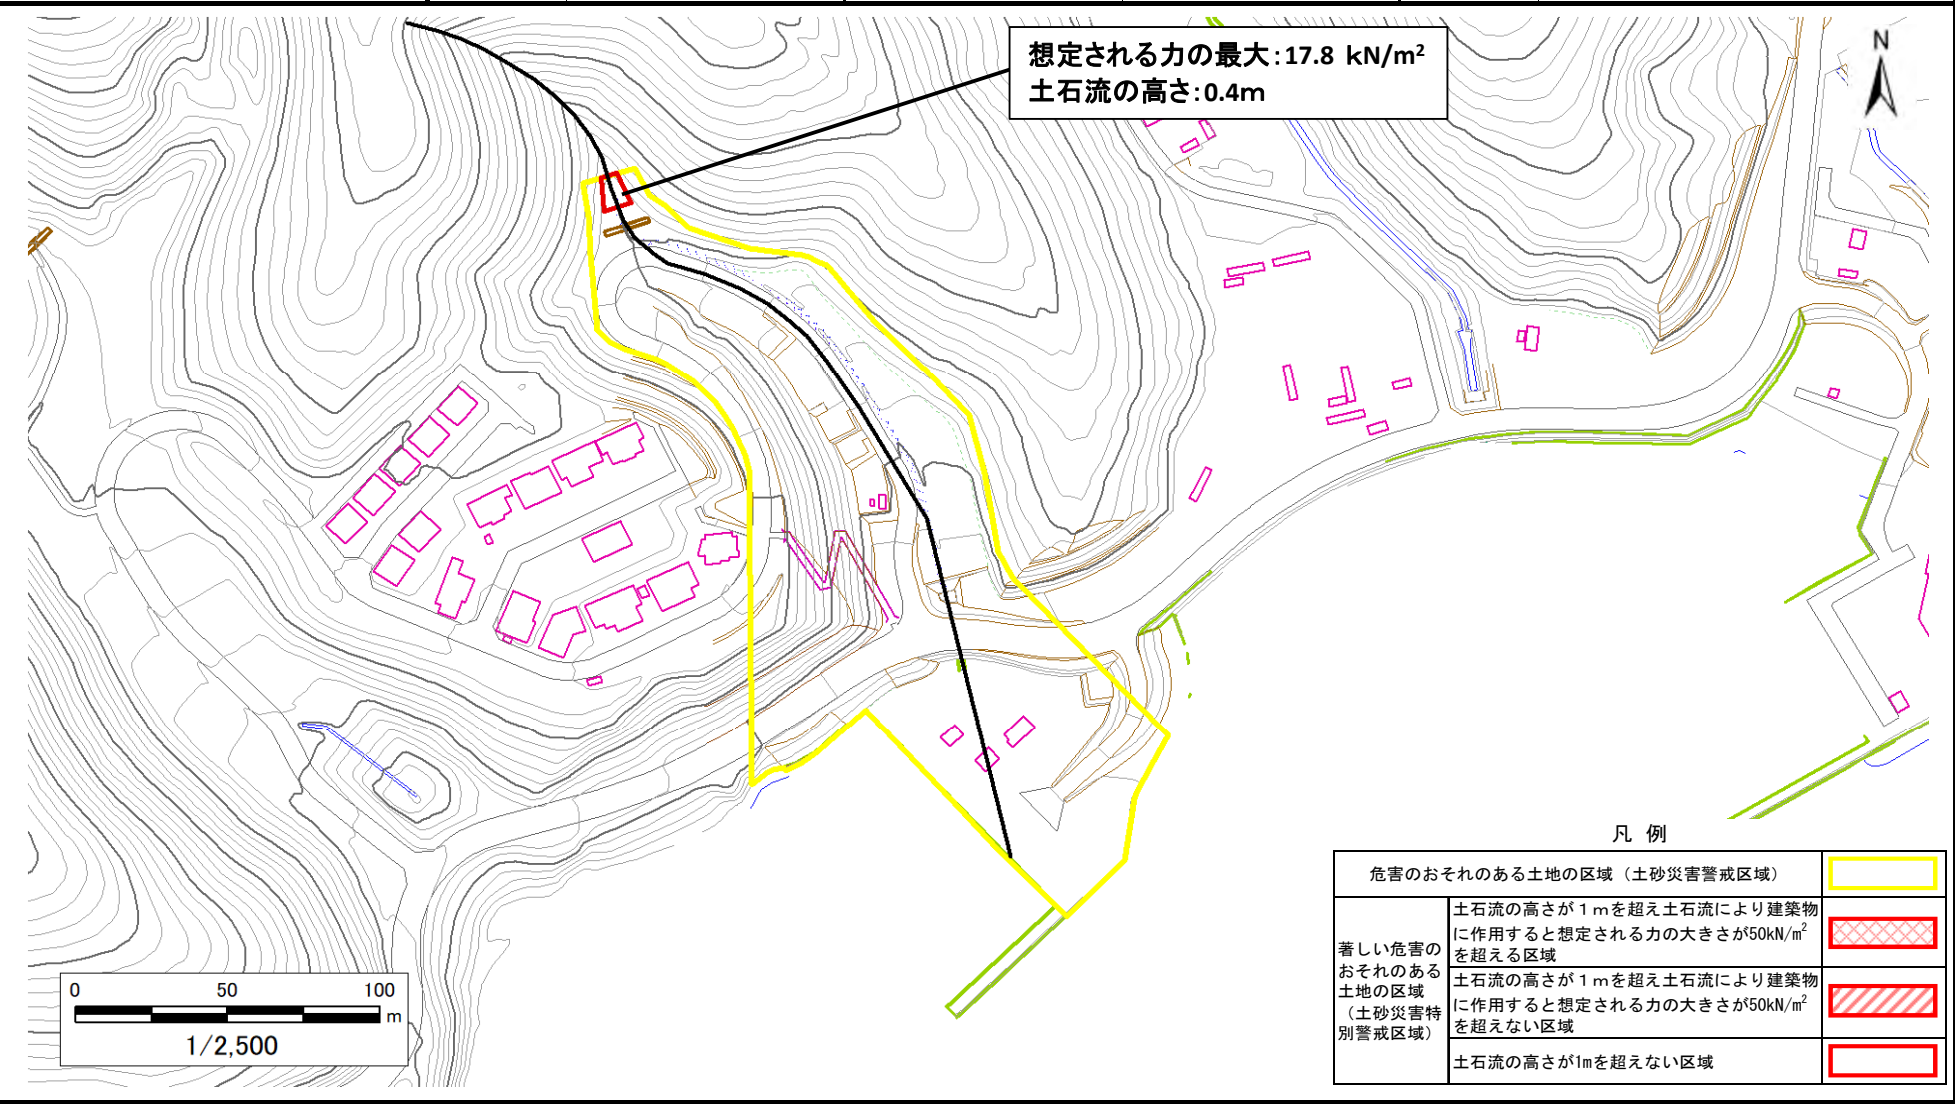 想定される力の最大:17.8 kN/m²
土石流の高さ:0.4m
N
凡 例
危害のおそれのある土地の区域(土砂災害警戒区域)
著しい危害の
おそれのある
土地の区域
(土砂災害特
別警戒区域)
土石流の高さが1mを超え土石流により建築物
に作用すると想定される力の大きさが50kN/㎡
を超える区域
土石流の高さが1mを超え土石流により建築物
に作用すると想定される力の大きさが50kN/㎡
を超えない区域
土石流の高さが1mを超えない区域
0 50 100
m
1/2,500